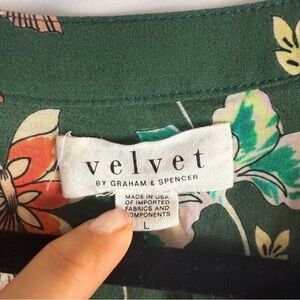 velvet
BY GRAHAM & SPENCER
MADE IN USA
OF IMPORTED
FABRICS AND
COMPONENTS
L